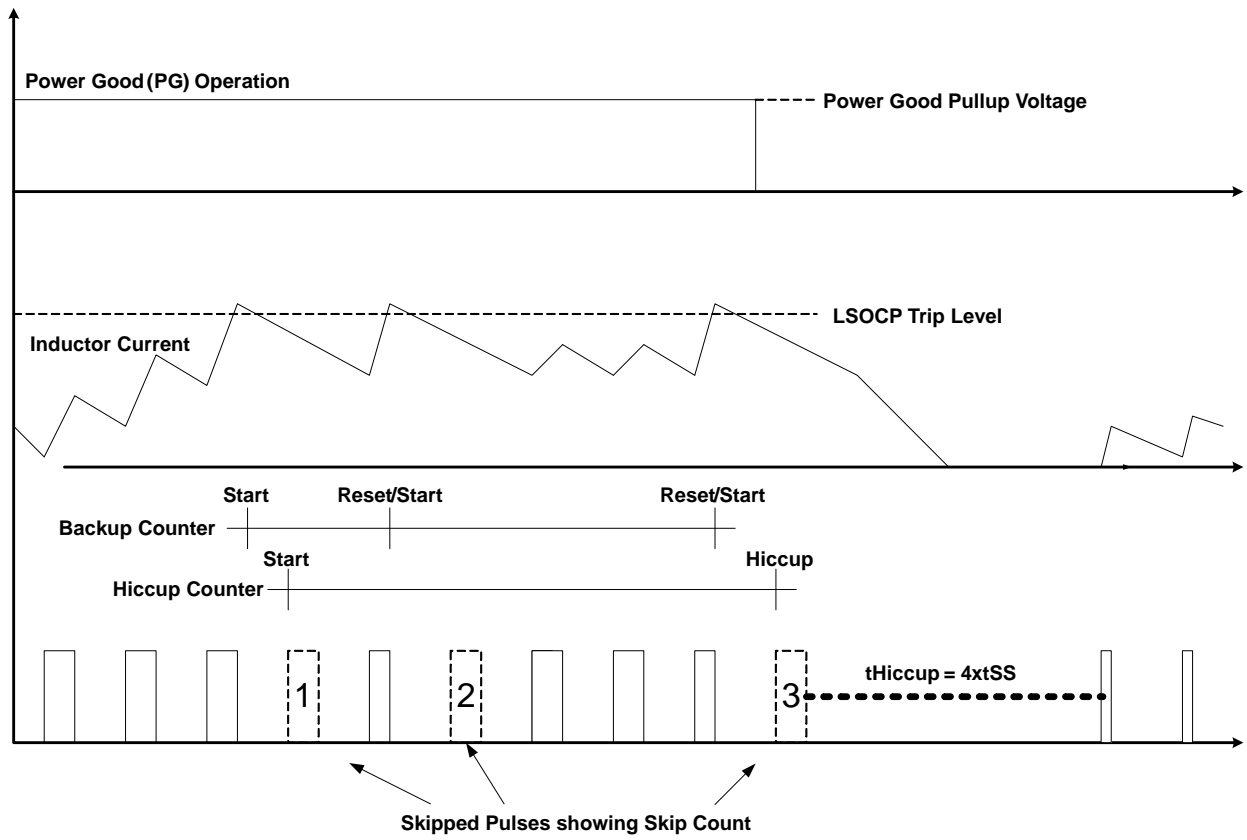 Power Good (PG) Operation
Power Good Pullup Voltage
LSOCP Trip Level
Inductor Current
Start
Reset/Start
Reset/Start
Backup Counter
Start
Hiccup
Hiccup Counter
tHiccup = 4xtSS
1
2
3
Skipped Pulses showing Skip Count